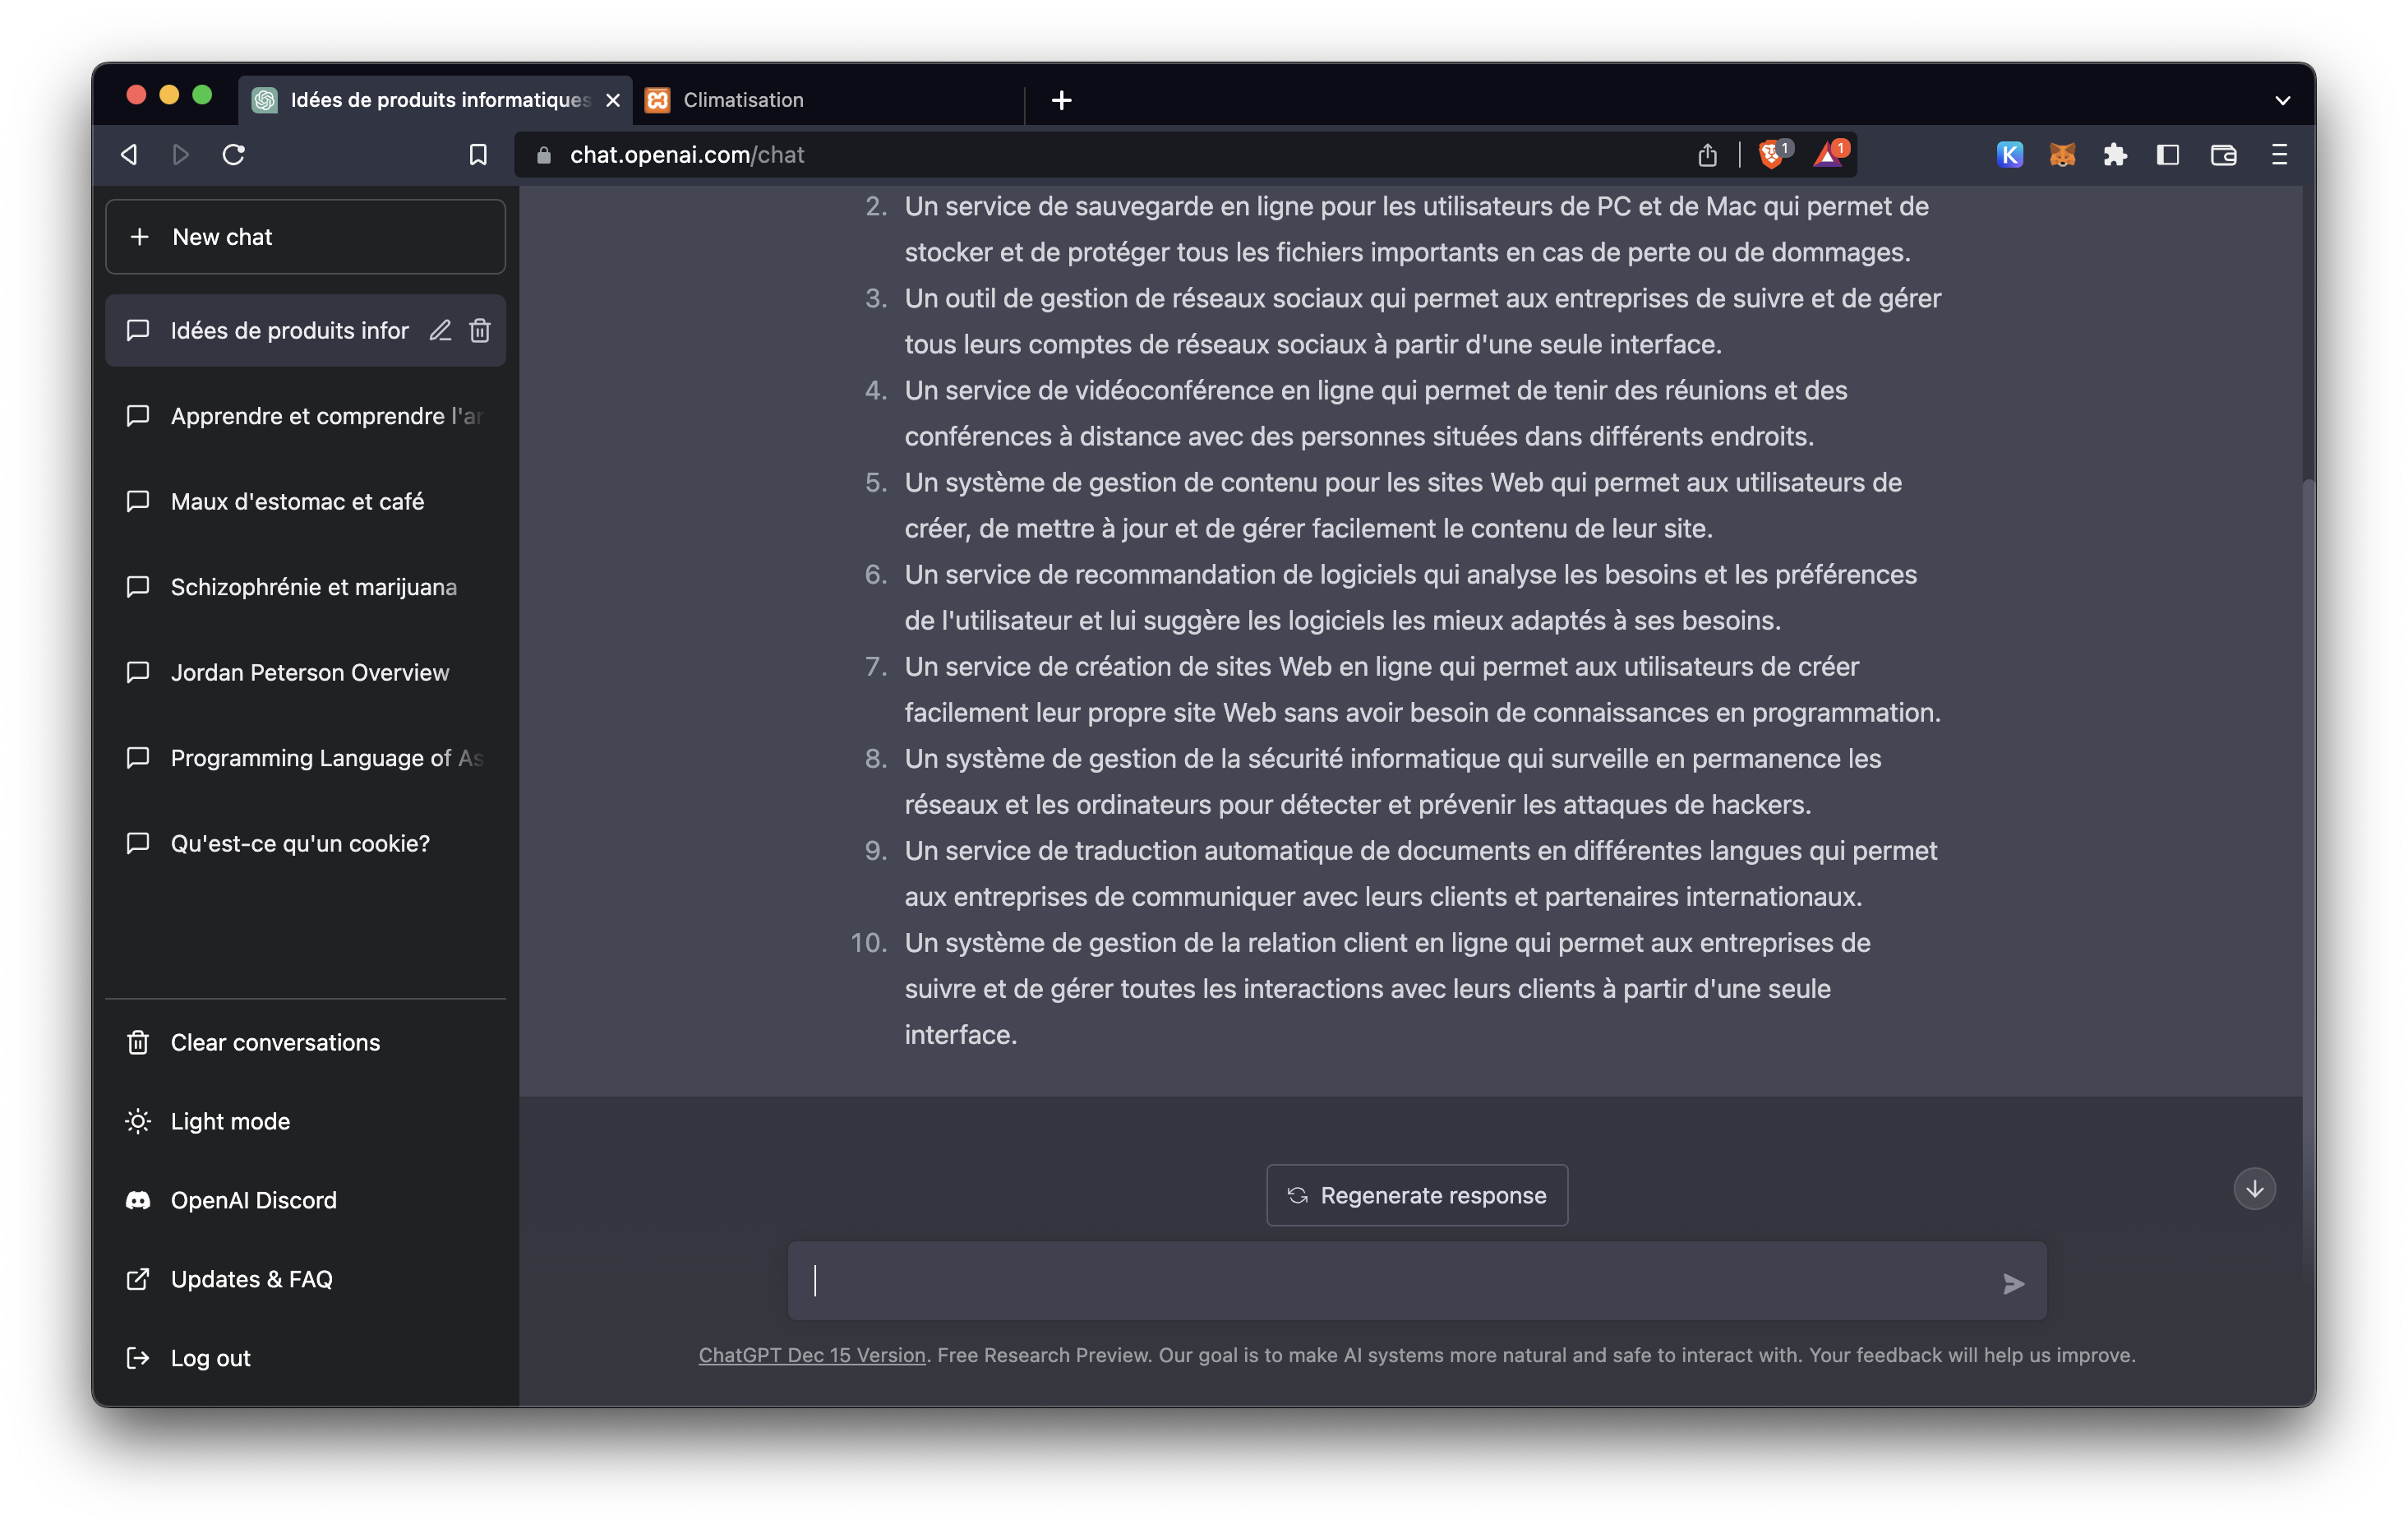 Idées de produits informatiques
Climatisation
chat.openai.com/chat
1
1
K
New chat
Idées de produits infor
Apprendre et comprendre l'ar
Maux d'estomac et café
Schizophrénie et marijuana
Jordan Peterson Overview
Programming Language of As
Qu'est-ce qu'un cookie?
Clear conversations
Light mode
OpenAI Discord
Updates & FAQ
Log out
2. Un service de sauvegarde en ligne pour les utilisateurs de PC et de Mac qui permet de
stocker et de protéger tous les fichiers importants en cas de perte ou de dommages.
3. Un outil de gestion de réseaux sociaux qui permet aux entreprises de suivre et de gérer
tous leurs comptes de réseaux sociaux à partir d'une seule interface.
4. Un service de vidéoconférence en ligne qui permet de tenir des réunions et des
conférences à distance avec des personnes situées dans différents endroits.
5. Un système de gestion de contenu pour les sites Web qui permet aux utilisateurs de
créer, de mettre à jour et de gérer facilement le contenu de leur site.
6. Un service de recommandation de logiciels qui analyse les besoins et les préférences
de l'utilisateur et lui suggère les logiciels les mieux adaptés à ses besoins.
7. Un service de création de sites Web en ligne qui permet aux utilisateurs de créer
facilement leur propre site Web sans avoir besoin de connaissances en programmation.
8. Un système de gestion de la sécurité informatique qui surveille en permanence les
réseaux et les ordinateurs pour détecter et prévenir les attaques de hackers.
9. Un service de traduction automatique de documents en différentes langues qui permet
aux entreprises de communiquer avec leurs clients et partenaires internationaux.
10. Un système de gestion de la relation client en ligne qui permet aux entreprises de
suivre et de gérer toutes les interactions avec leurs clients à partir d'une seule
interface.
Regenerate response
ChatGPT Dec 15 Version. Free Research Preview. Our goal is to make AI systems more natural and safe to interact with. Your feedback will help us improve.